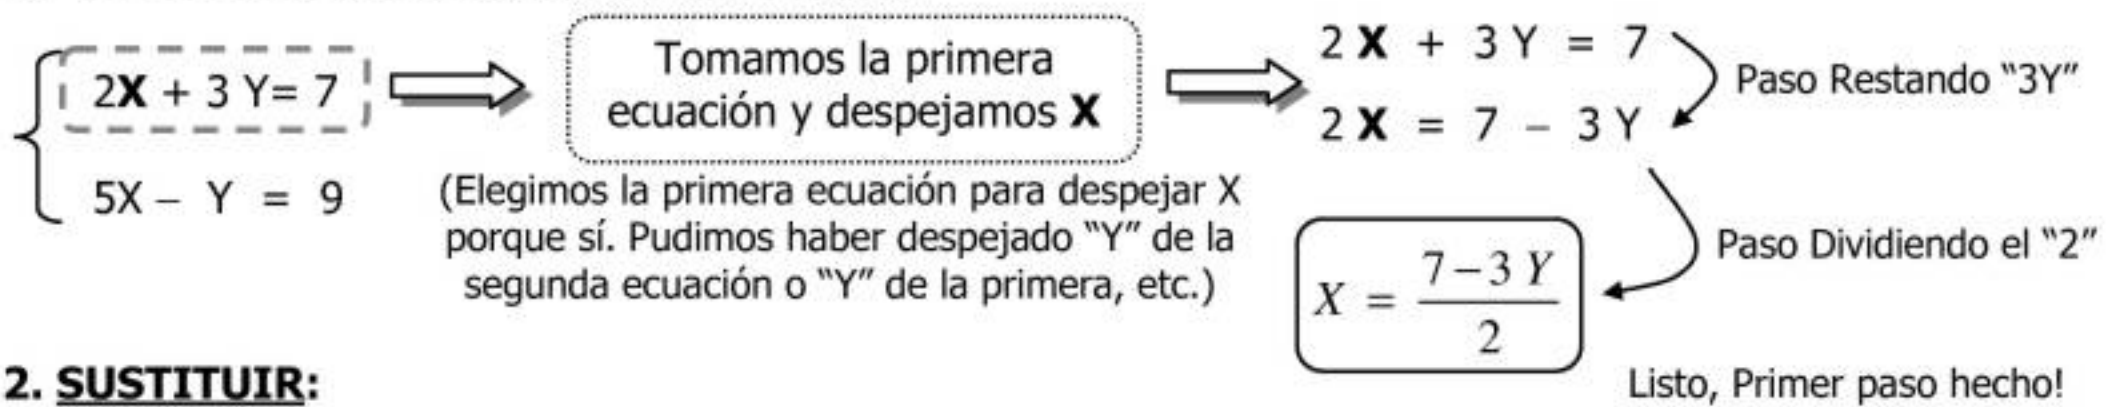 2X + 3 Y= 7
5X – Y = 9
Tomamos la primera
ecuación y despejamos X
(Elegimos la primera ecuación para despejar X
porque sí. Pudimos haber despejado “Y” de la
segunda ecuación o “Y” de la primera, etc.)
2 X + 3 Y = 7
2 X = 7 – 3 Y
Paso Restando “3Y”
Paso Dividiendo el “2”
X = 7 – 3 Y
2
Listo, Primer paso hecho!
2. SUSTITUIR: